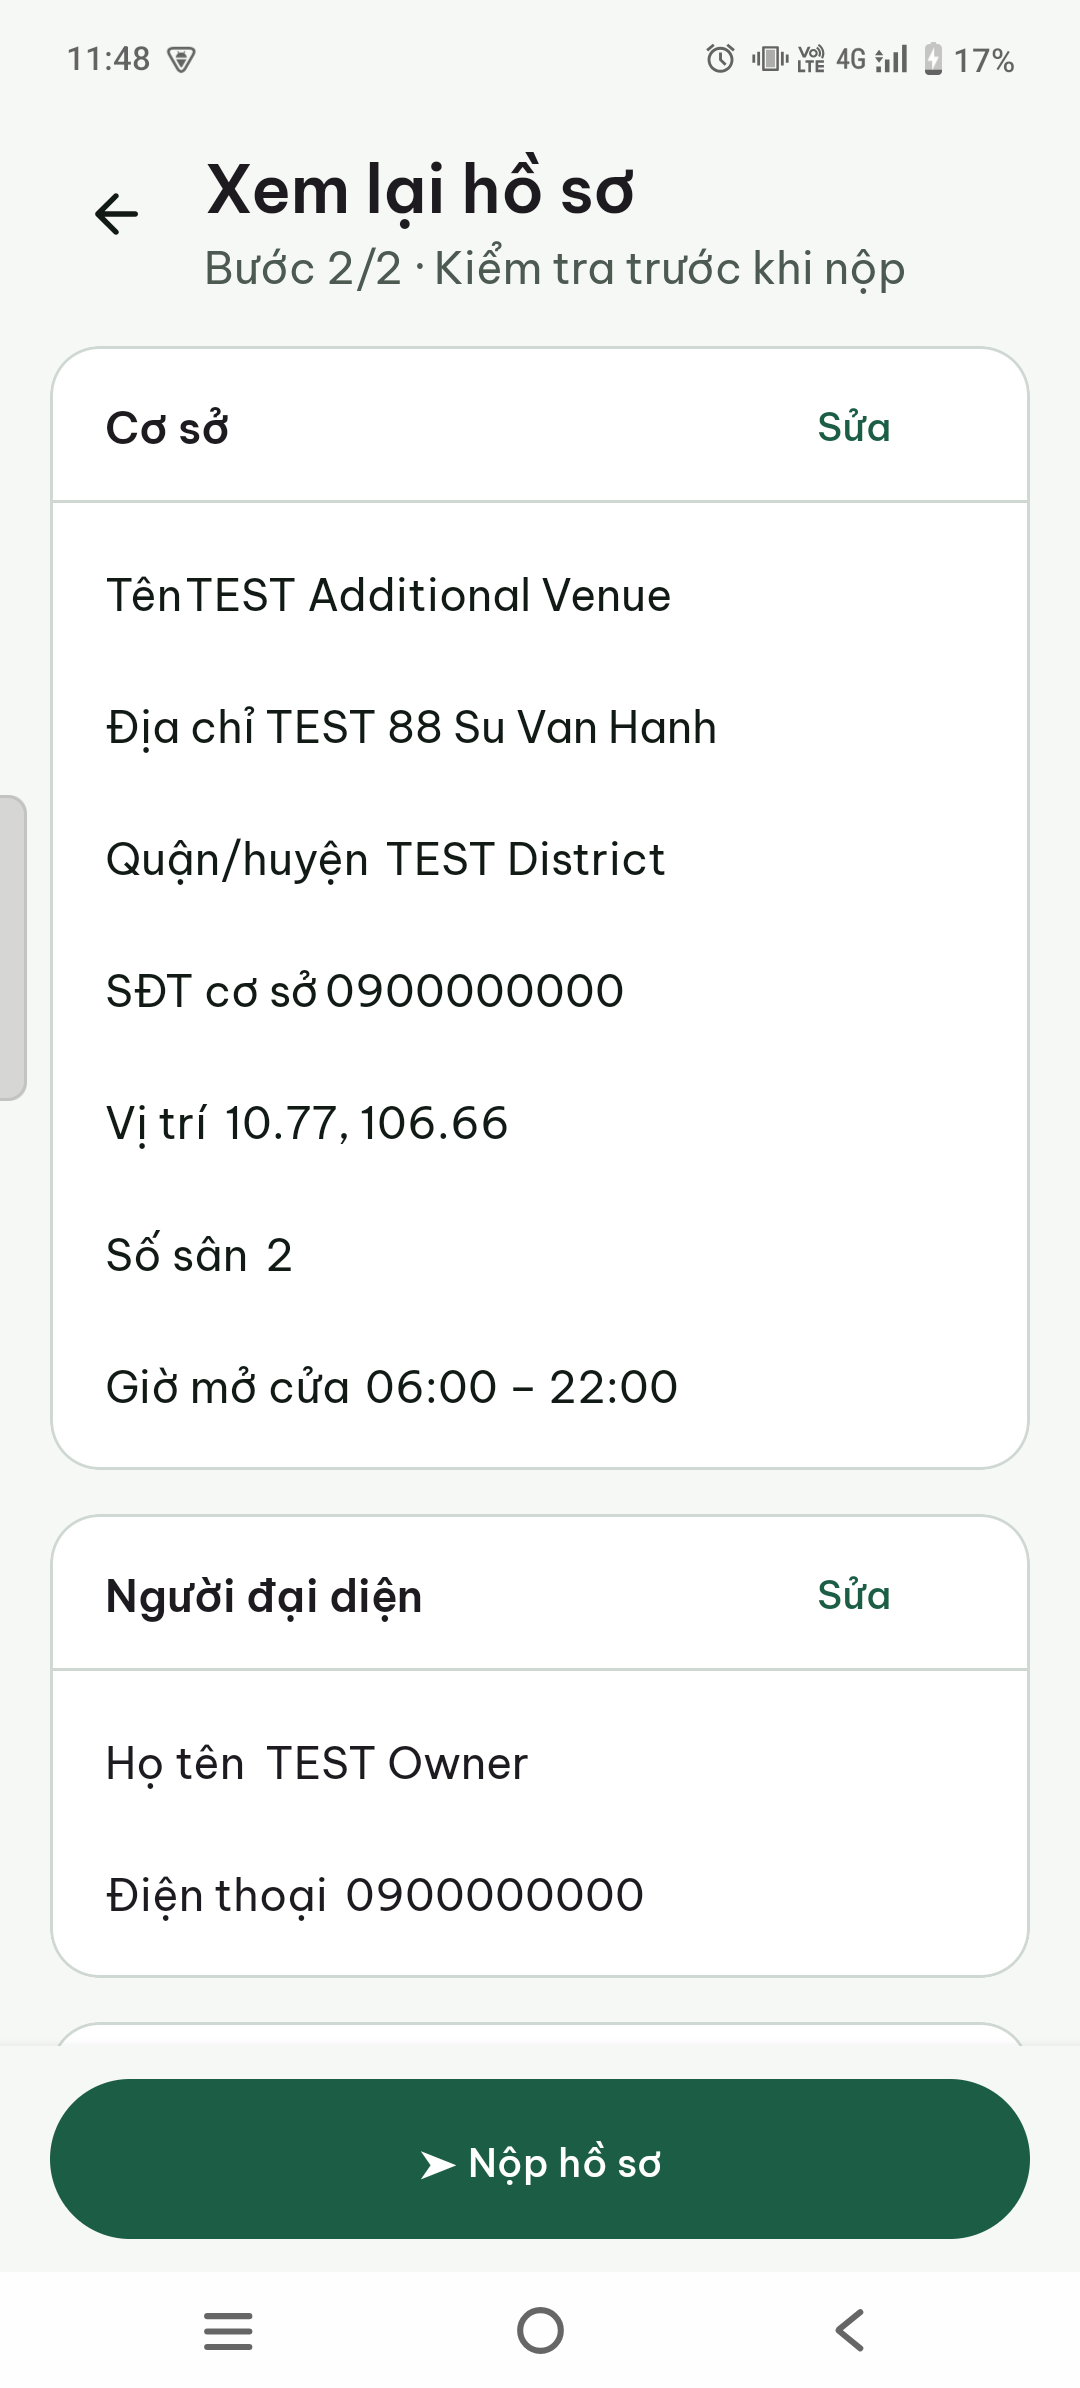 11:48 VoLTE 4G 17%
Xem lại hồ sơ
Bước 2/2 · Kiểm tra trước khi nộp
Cơ sở Sửa
Tên TEST Additional Venue
Địa chỉ TEST 88 Su Van Hanh
Quận/huyện TEST District
SĐT cơ sở 0900000000
Vị trí 10.77, 106.66
Số sân 2
Giờ mở cửa 06:00 – 22:00
Người đại diện Sửa
Họ tên TEST Owner
Điện thoại 0900000000
Nộp hồ sơ